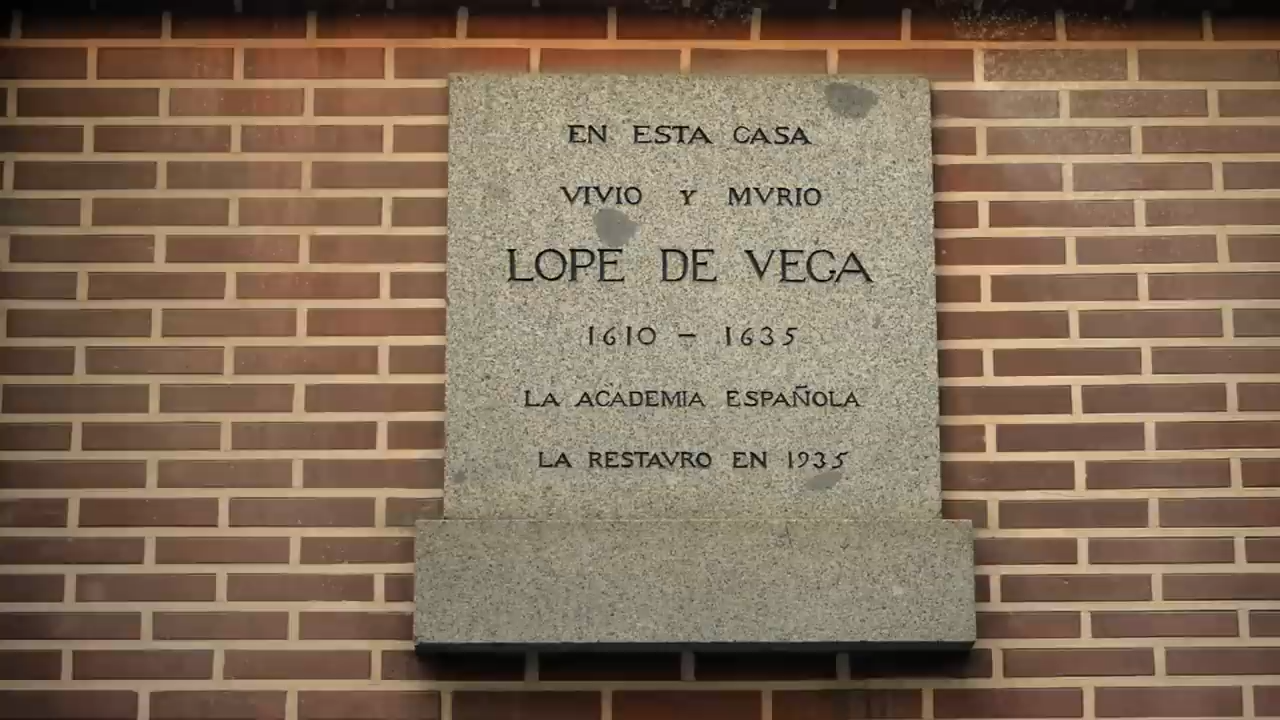 EN ESTA CASA
VIVIO Y MVRIO
LOPE DE VEGA
1610 - 1635
LA ACADEMIA ESPAÑOLA
LA RESTAVRO EN 1935